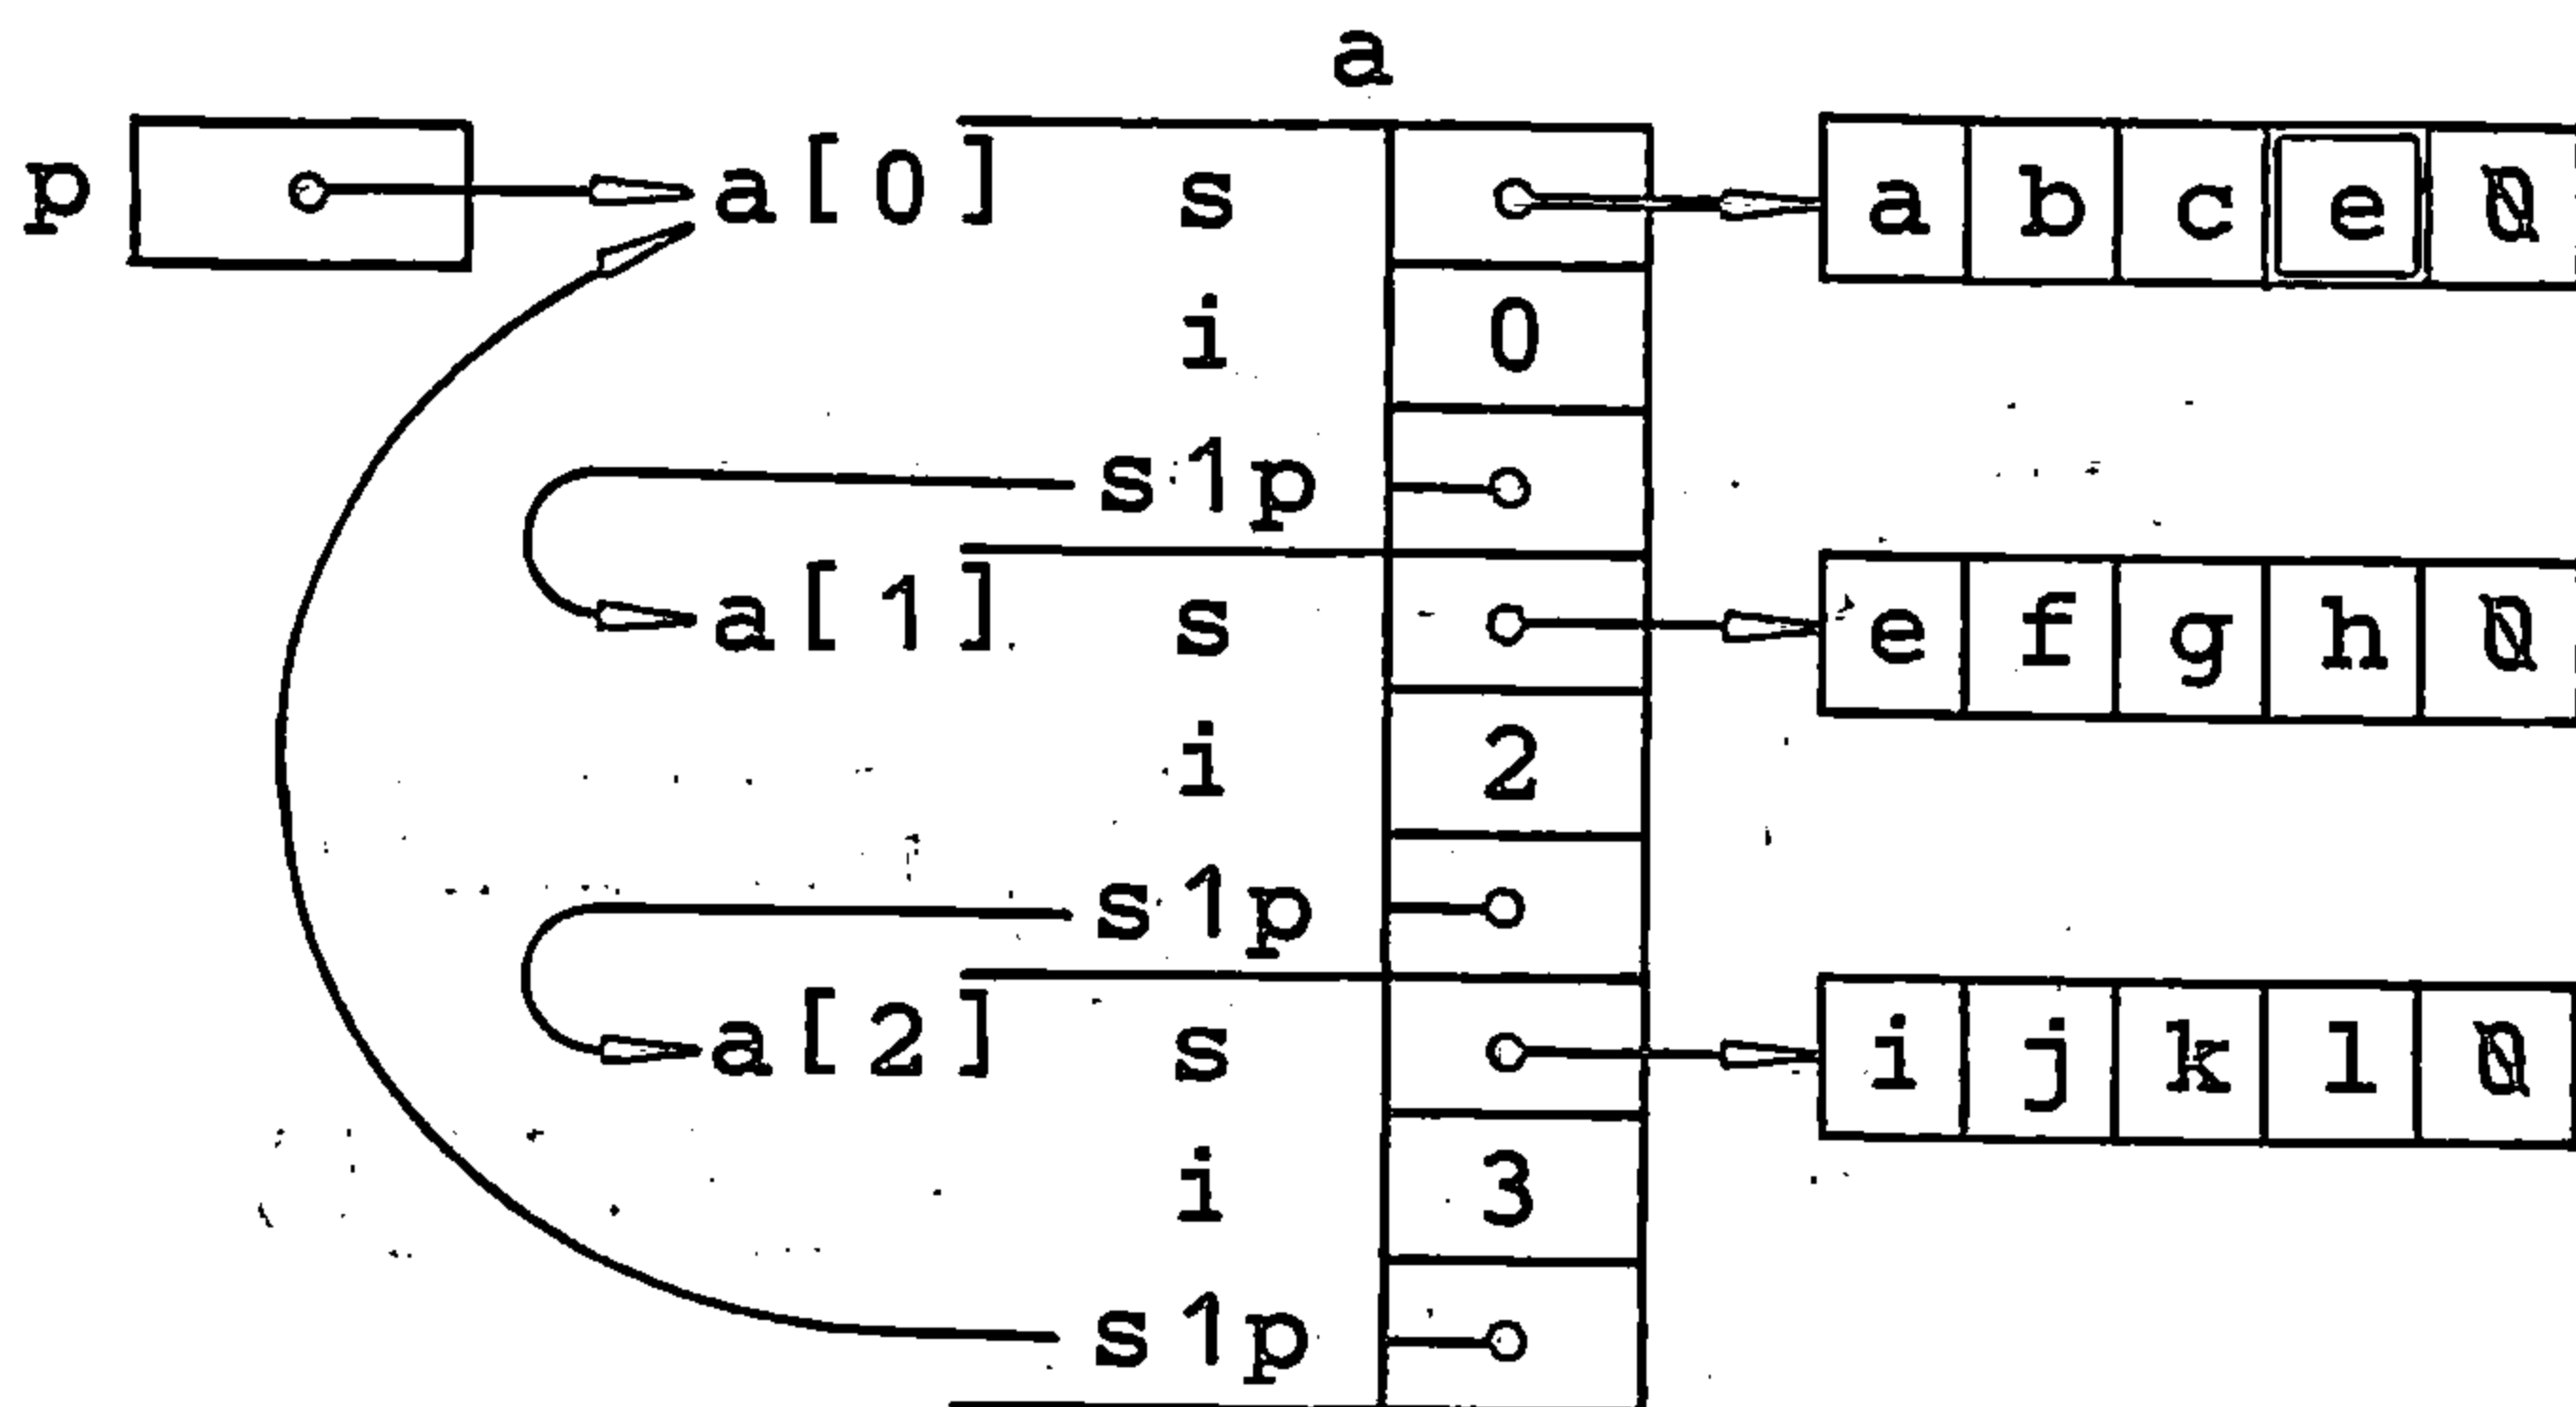 a
p a[0] s a b c e 0
i 0
s1p
a[1] s e f g h 0
i 2
s1p
a[2] s i j k l 0
i 3
s1p